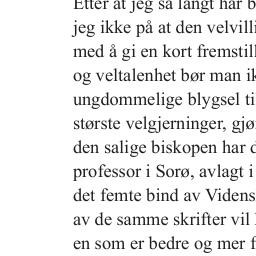 Etter at jeg så langt har b
jeg ikke på at den velvilli
med å gi en kort fremstill
og veltalenhet bør man ik
ungdommelige blygsel ti
største velgjerninger, gjø
den salige biskopen har d
professor i Sorø, avlagt i
det femte bind av Videns
av de samme skrifter vil
en som er bedre og mer f